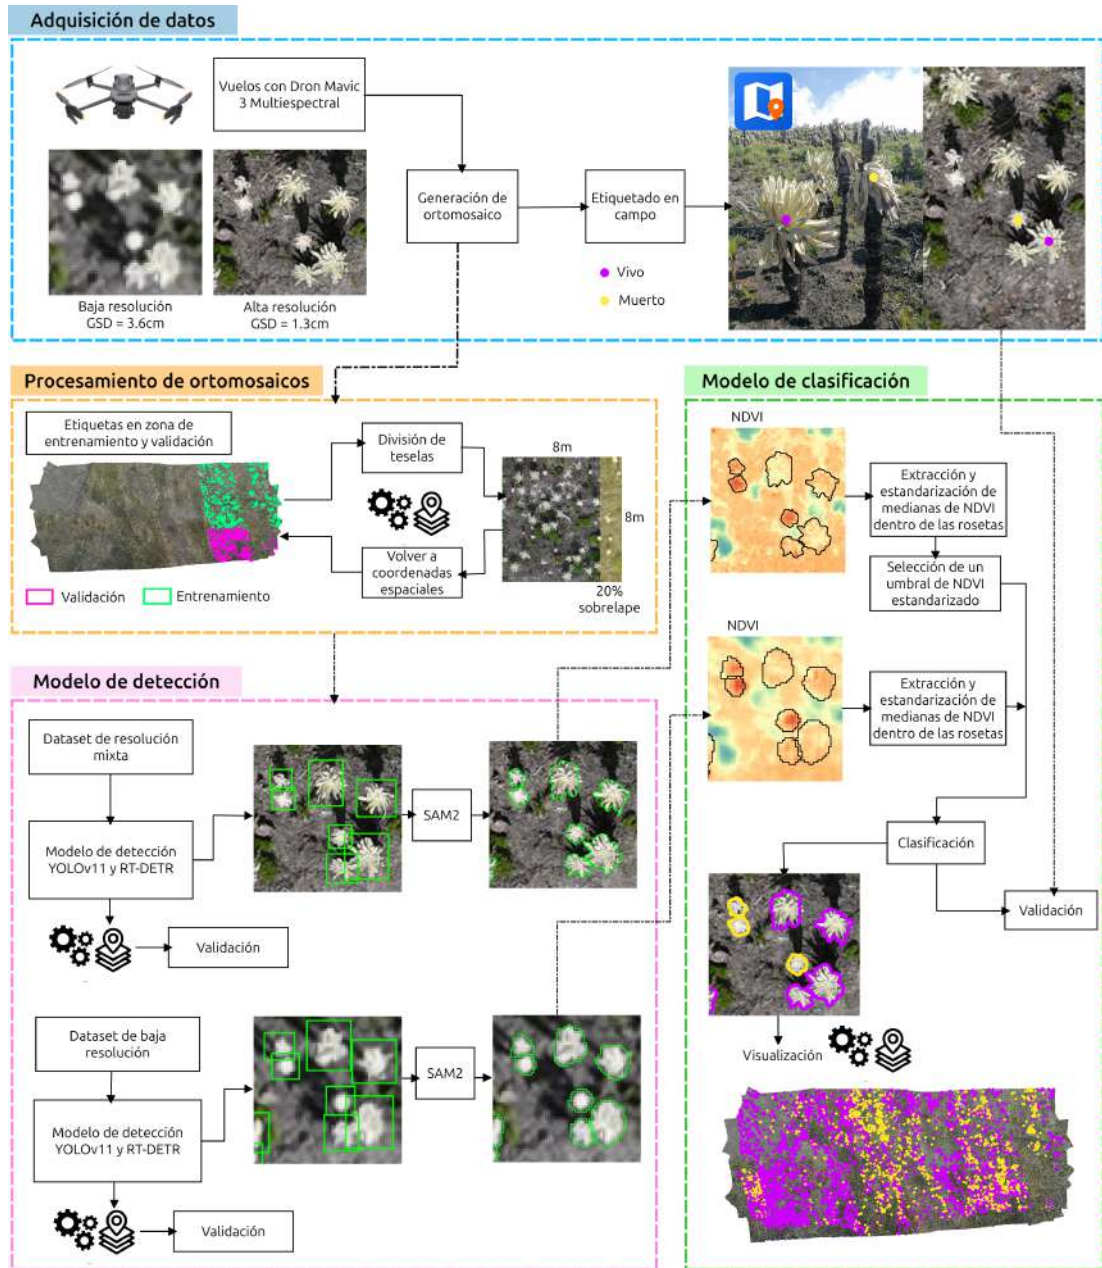 Adquisición de datos
Vuelos con Dron Mavic
3 Multiespectral
Baja resolución
GSD = 3.6cm
Alta resolución
GSD = 1.3cm
Generación de
ortomosaico
Etiquetado en
campo
Vivo
Muerto
Procesamiento de ortomosaicos
Etiquetas en zona de
entrenamiento y validación
Validación
Entrenamiento
División de
teselas
Volver a
coordenadas
espaciales
8m
8m
20%
sobrelape
Modelo de detección
Dataset de resolución
mixta
Modelo de detección
YOLOv11 y RT-DETR
Validación
SAM2
Dataset de baja
resolución
Modelo de detección
YOLOv11 y RT-DETR
Validación
SAM2
Modelo de clasificación
NDVI
Extracción y
estandarización de
medianas de NDVI
dentro de las rosetas
Selección de un
umbral de NDVI
estandarizado
NDVI
Extracción y
estandarización de
medianas de NDVI
dentro de las rosetas
Clasificación
Validación
Visualización